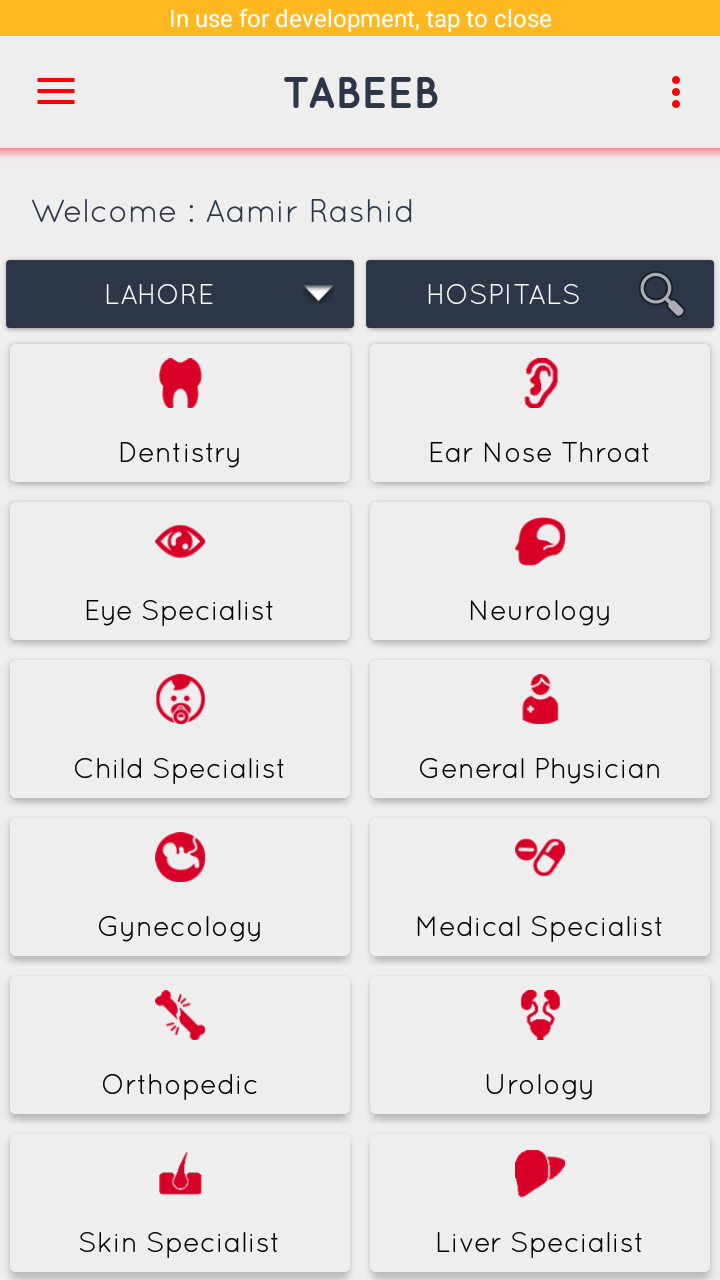 In use for development, tap to close
TABEEB
Welcome : Aamir Rashid
LAHORE
HOSPITALS
Dentistry
Ear Nose Throat
Eye Specialist
Neurology
Child Specialist
General Physician
Gynecology
Medical Specialist
Orthopedic
Urology
Skin Specialist
Liver Specialist